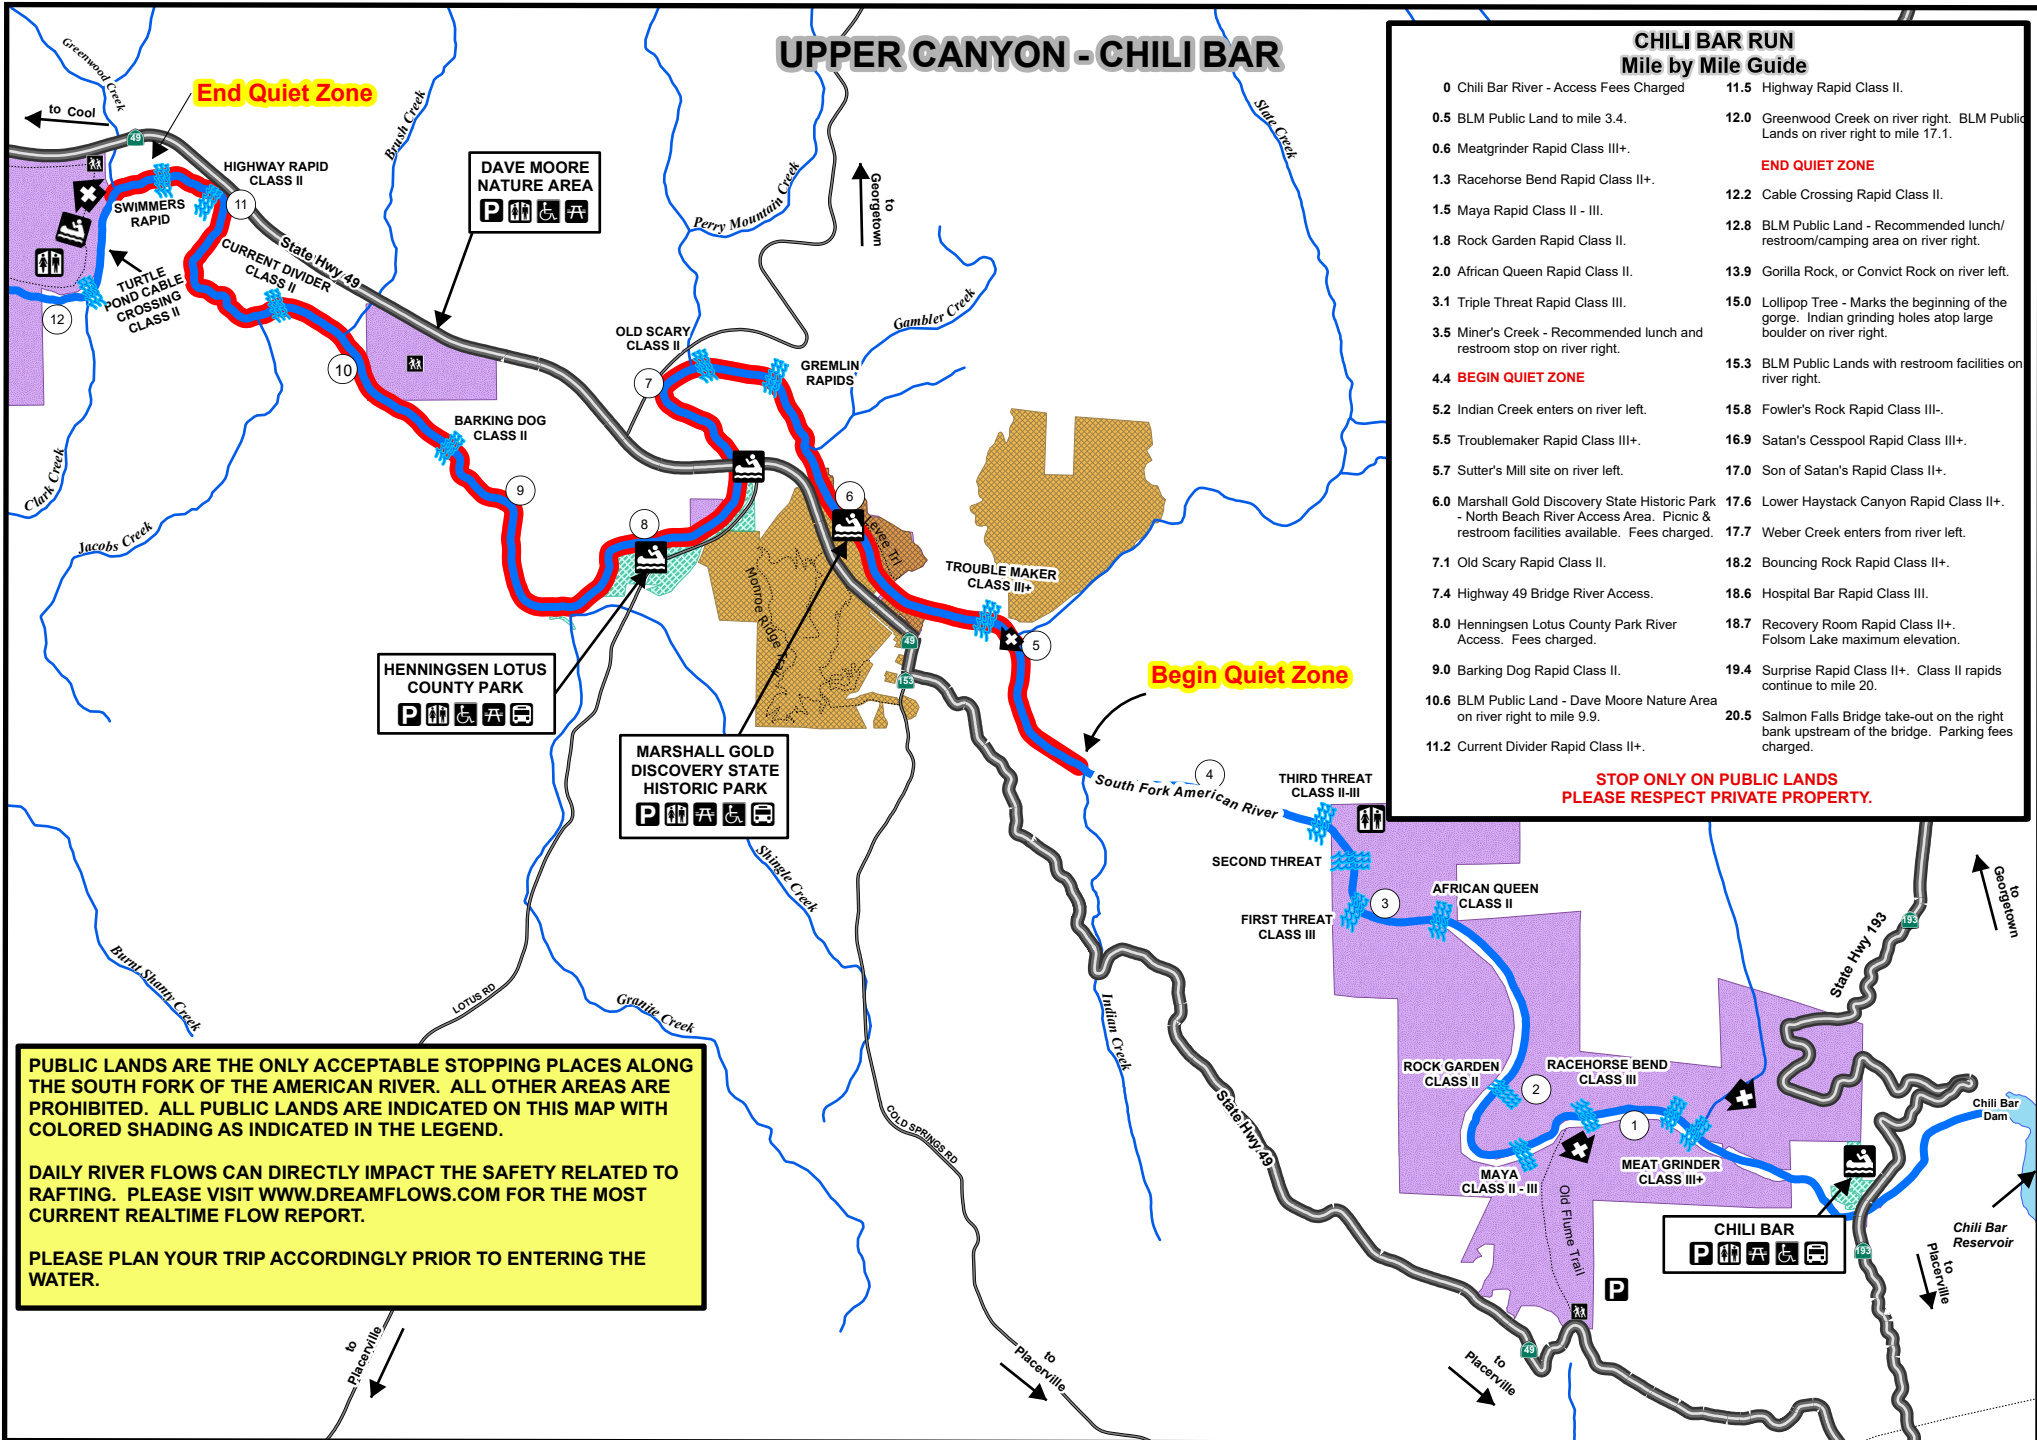 UPPER CANYON - CHILI BAR
CHILI BAR RUN
Mile by Mile Guide
0 Chili Bar River - Access Fees Charged
0.5 BLM Public Land to mile 3.4.
0.6 Meatgrinder Rapid Class III+.
1.3 Racehorse Bend Rapid Class II+.
1.5 Maya Rapid Class II - III.
1.8 Rock Garden Rapid Class II.
2.0 African Queen Rapid Class II.
3.1 Triple Threat Rapid Class III.
3.5 Miner's Creek - Recommended lunch and
restroom stop on river right.
4.4 BEGIN QUIET ZONE
5.2 Indian Creek enters on river left.
5.5 Troublemaker Rapid Class III+.
5.7 Sutter's Mill site on river left.
6.0 Marshall Gold Discovery State Historic Park
- North Beach River Access Area. Picnic &
restroom facilities available. Fees charged.
7.1 Old Scary Rapid Class II.
7.4 Highway 49 Bridge River Access.
8.0 Henningsen Lotus County Park River
Access. Fees charged.
9.0 Barking Dog Rapid Class II.
10.6 BLM Public Land - Dave Moore Nature Area
on river right to mile 9.9.
11.2 Current Divider Rapid Class II+.
11.5 Highway Rapid Class II.
12.0 Greenwood Creek on river right. BLM Public
Lands on river right to mile 17.1.
END QUIET ZONE
12.2 Cable Crossing Rapid Class II.
12.8 BLM Public Land - Recommended lunch/
restroom/camping area on river right.
13.9 Gorilla Rock, or Convict Rock on river left.
15.0 Lollipop Tree - Marks the beginning of the
gorge. Indian grinding holes atop large
boulder on river right.
15.3 BLM Public Lands with restroom facilities on
river right.
15.8 Fowler's Rock Rapid Class III-.
16.9 Satan's Cesspool Rapid Class III+.
17.0 Son of Satan's Rapid Class II+.
17.6 Lower Haystack Canyon Rapid Class II+.
17.7 Weber Creek enters from river left.
18.2 Bouncing Rock Rapid Class II+.
18.6 Hospital Bar Rapid Class III.
18.7 Recovery Room Rapid Class II+.
Folsom Lake maximum elevation.
19.4 Surprise Rapid Class II+. Class II rapids
continue to mile 20.
20.5 Salmon Falls Bridge take-out on the right
bank upstream of the bridge. Parking fees
charged.
STOP ONLY ON PUBLIC LANDS
PLEASE RESPECT PRIVATE PROPERTY.
Greenwood Creek
End Quiet Zone
to Cool
49
HIGHWAY RAPID
CLASS II
11
SWIMMERS
RAPID
TURTLE
POND CABLE
CROSSING
CLASS II
12
CURRENT DIVIDER
CLASS II
State Hwy 49
Brush Creek
DAVE MOORE
NATURE AREA
P
Perry Mountain Creek
to
Georgetown
Slate Creek
Gambler Creek
OLD SCARY
CLASS II
7
GREMLIN
RAPIDS
10
BARKING DOG
CLASS II
9
Clark Creek
Jacobs Creek
8
6
Levee Trl
Monroe Ridge Trail
TROUBLE MAKER
CLASS III+
5
49
153
HENNINGSEN LOTUS
COUNTY PARK
P
Begin Quiet Zone
MARSHALL GOLD
DISCOVERY STATE
HISTORIC PARK
P
South Fork American River
4
THIRD THREAT
CLASS II-III
SECOND THREAT
FIRST THREAT
CLASS III
3
AFRICAN QUEEN
CLASS II
Shingle Creek
Burnt Shanty Creek
LOTUS RD
Granite Creek
Indian Creek
COLD SPRINGS RD
State Hwy 49
State Hwy 193
193
to
Georgetown
ROCK GARDEN
CLASS II
2
RACEHORSE BEND
CLASS III
1
MAYA
CLASS II - III
MEAT GRINDER
CLASS III+
Old Flume Trail
P
Chili Bar
Dam
Chili Bar
Reservoir
CHILI BAR
P
193
to
Placerville
49
to
Placerville
to
Placerville
to
Placerville
PUBLIC LANDS ARE THE ONLY ACCEPTABLE STOPPING PLACES ALONG
THE SOUTH FORK OF THE AMERICAN RIVER. ALL OTHER AREAS ARE
PROHIBITED. ALL PUBLIC LANDS ARE INDICATED ON THIS MAP WITH
COLORED SHADING AS INDICATED IN THE LEGEND.
DAILY RIVER FLOWS CAN DIRECTLY IMPACT THE SAFETY RELATED TO
RAFTING. PLEASE VISIT WWW.DREAMFLOWS.COM FOR THE MOST
CURRENT REALTIME FLOW REPORT.
PLEASE PLAN YOUR TRIP ACCORDINGLY PRIOR TO ENTERING THE
WATER.